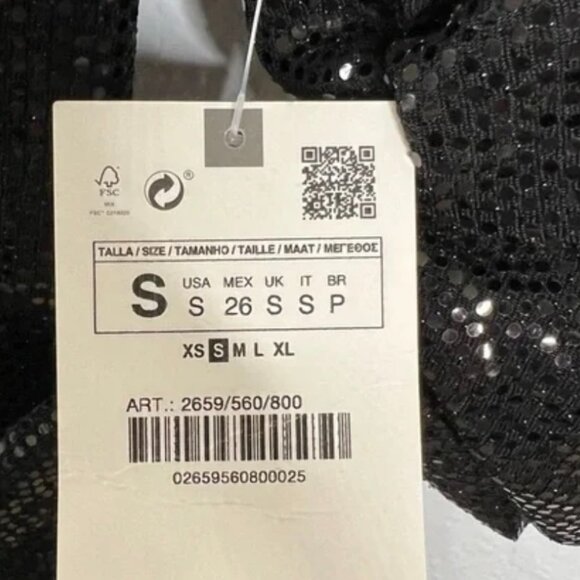 ®
FSC
MIX
TALLA / SIZE / TAMANHO / TAILLE / MAAT / ΜΕΓΕΘΟΣ
S
USA MEX UK IT BR
S 26 S S P
XS S M L XL
ART.: 2659/560/800
02659560800025